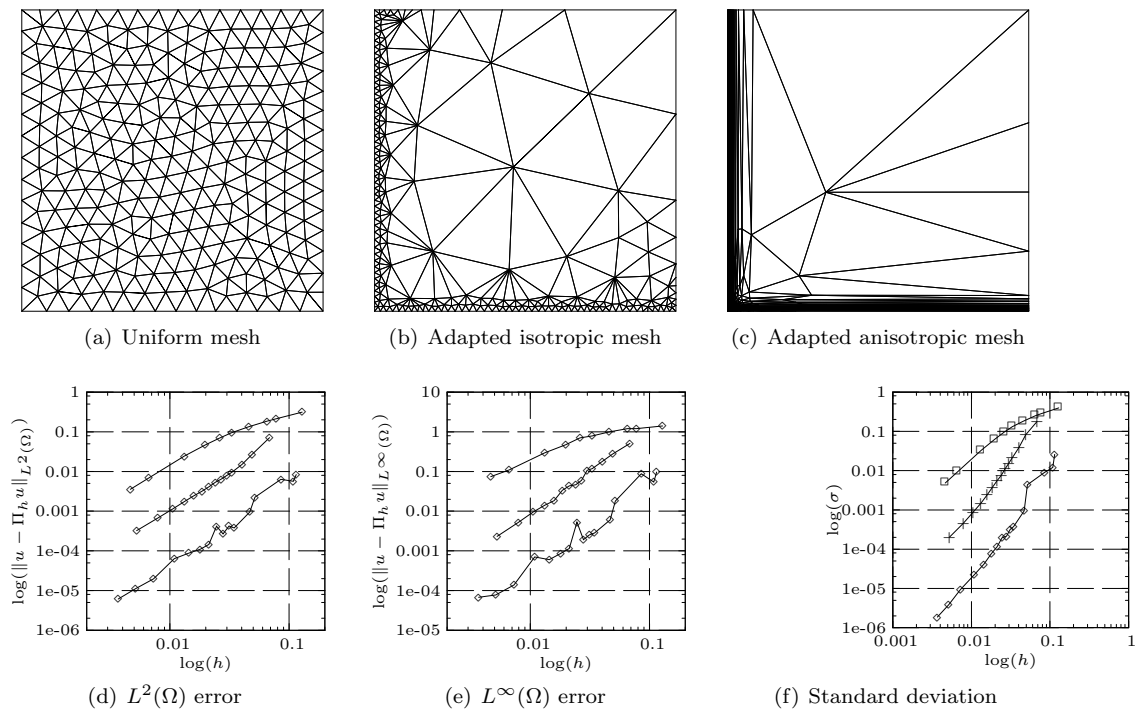 (a) Uniform mesh
(b) Adapted isotropic mesh
(c) Adapted anisotropic mesh
1
0.1
0.01
0.001
1e-04
1e-05
1e-06
0.01
0.1
log(‖u − Π_h u‖_{L^2(Ω)})
log(h)
(d) L^2(Ω) error
10
1
0.1
0.01
0.001
1e-04
1e-05
0.01
0.1
log(‖u − Π_h u‖_{L^∞(Ω)})
log(h)
(e) L^∞(Ω) error
1
0.1
0.01
0.001
1e-04
1e-05
1e-06
0.001
0.01
0.1
1
log(σ)
log(h)
(f) Standard deviation